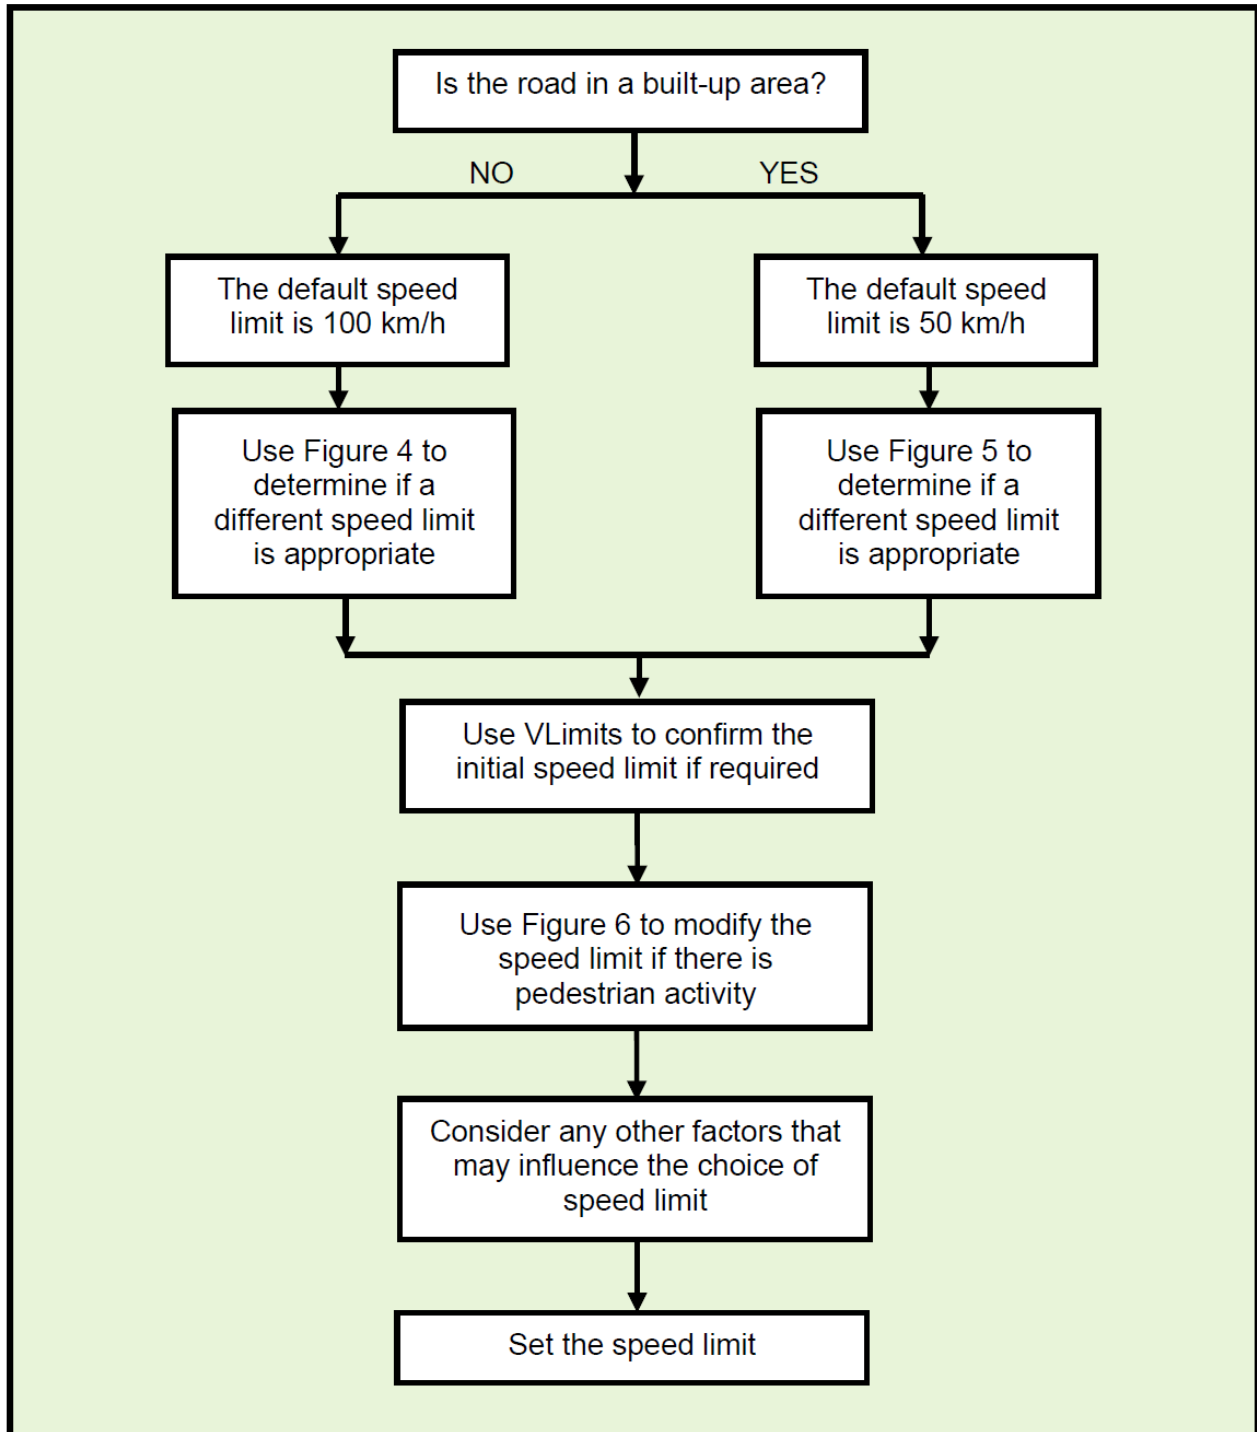 Is the road in a built-up area?
NO
YES
The default speed
limit is 100 km/h
The default speed
limit is 50 km/h
Use Figure 4 to
determine if a
different speed limit
is appropriate
Use Figure 5 to
determine if a
different speed limit
is appropriate
Use VLimits to confirm the
initial speed limit if required
Use Figure 6 to modify the
speed limit if there is
pedestrian activity
Consider any other factors that
may influence the choice of
speed limit
Set the speed limit